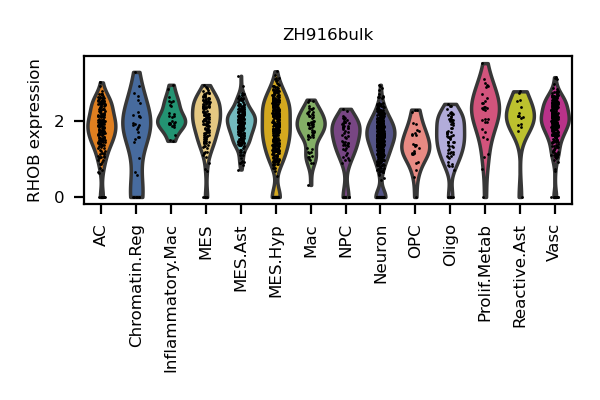 ZH916bulk
RHOB expression
2
0
AC
Chromatin.Reg
Inflammatory.Mac
MES
MES.Ast
MES.Hyp
Mac
NPC
Neuron
OPC
Oligo
Prolif.Metab
Reactive.Ast
Vasc